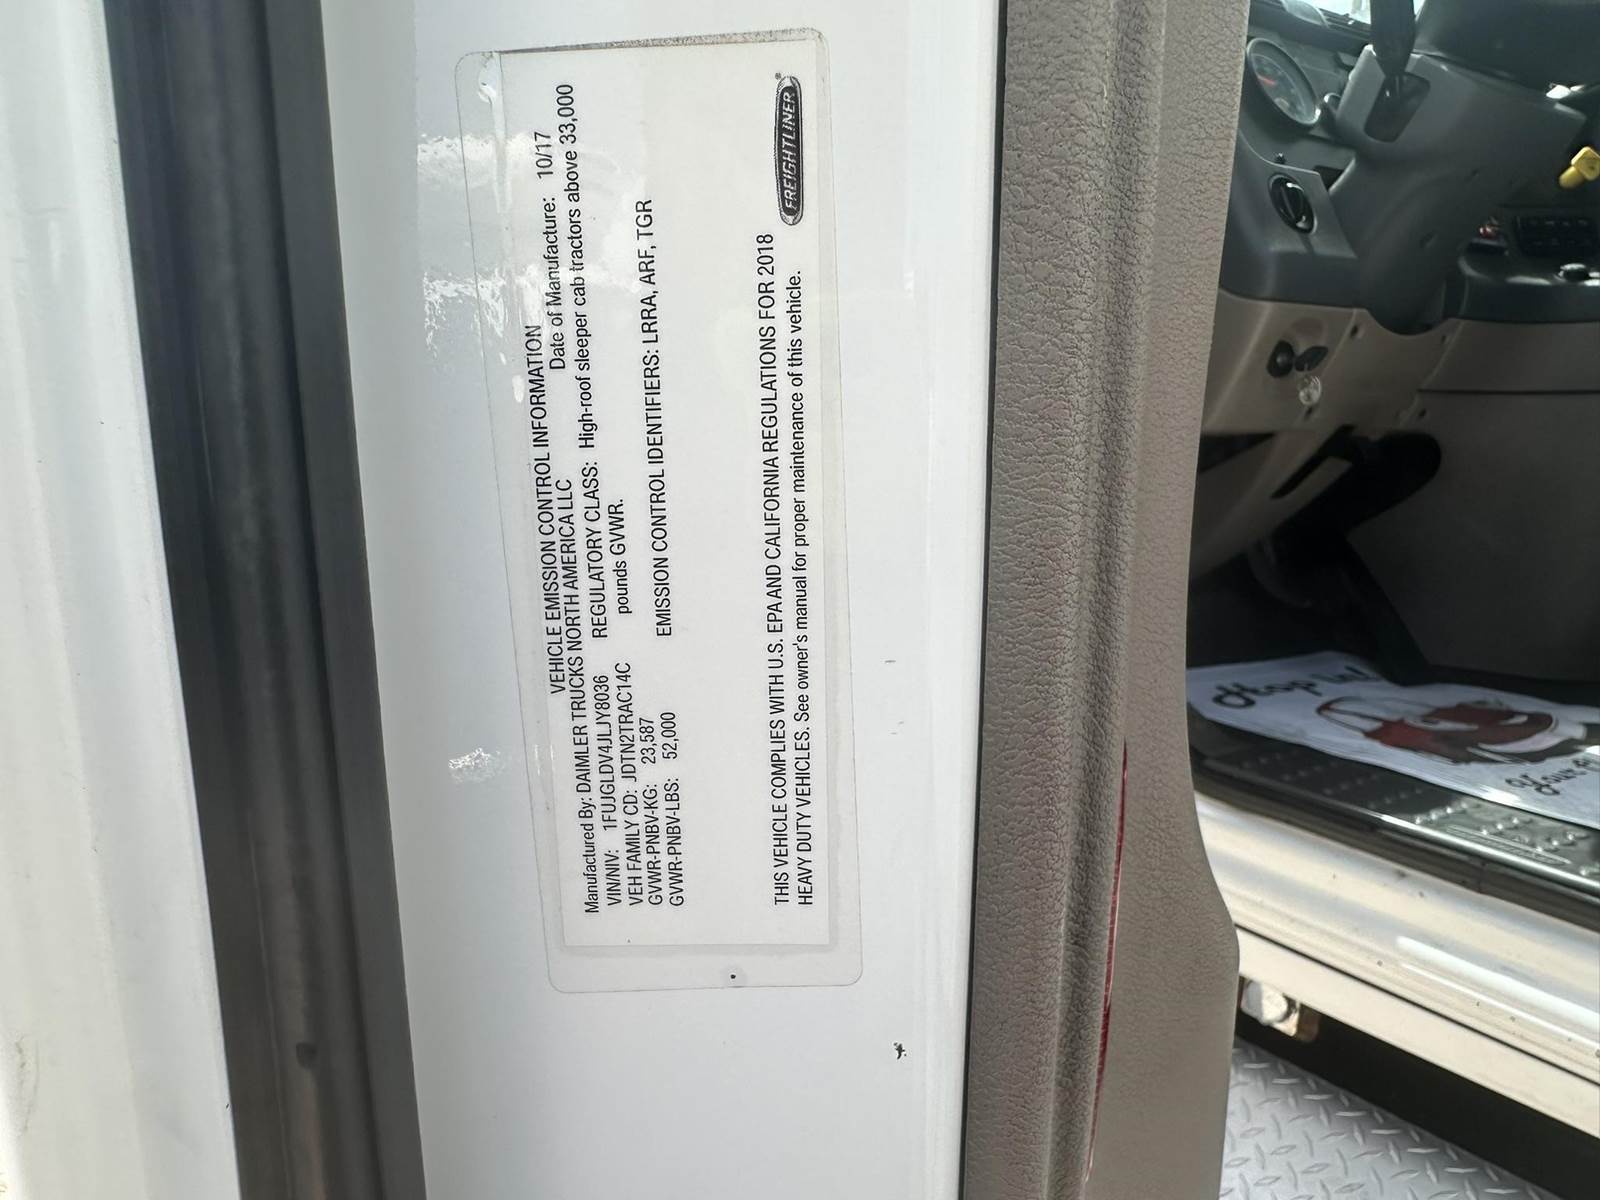 VEHICLE EMISSION CONTROL INFORMATION
Manufactured By: DAIMLER TRUCKS NORTH AMERICA LLC Date of Manufacture: 10/17
VIN/NIV: 1FUJGLDV4JLJY8036 REGULATORY CLASS: High-roof sleeper cab tractors above 33,000
VEH FAMILY CD: JDTN2TRAC14C pounds GVWR.
GVWR-PNBV-KG: 23,587
GVWR-PNBV-LBS: 52,000 EMISSION CONTROL IDENTIFIERS: LRRA, ARF, TGR
THIS VEHICLE COMPLIES WITH U.S. EPA AND CALIFORNIA REGULATIONS FOR 2018
HEAVY DUTY VEHICLES. See owner's manual for proper maintenance of this vehicle.
FREIGHTLINER